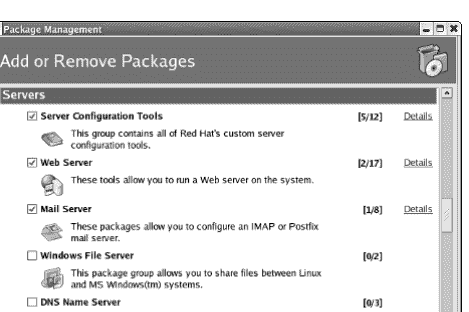 Package Management
Add or Remove Packages
Servers
Server Configuration Tools [5/12] Details
This group contains all of Red Hat's custom server
configuration tools.
Web Server [2/17] Details
These tools allow you to run a Web server on the system.
Mail Server [1/8] Details
These packages allow you to configure an IMAP or Postfix
mail server.
Windows File Server [0/2]
This package group allows you to share files between Linux
and MS Windows(tm) systems.
DNS Name Server [0/3]